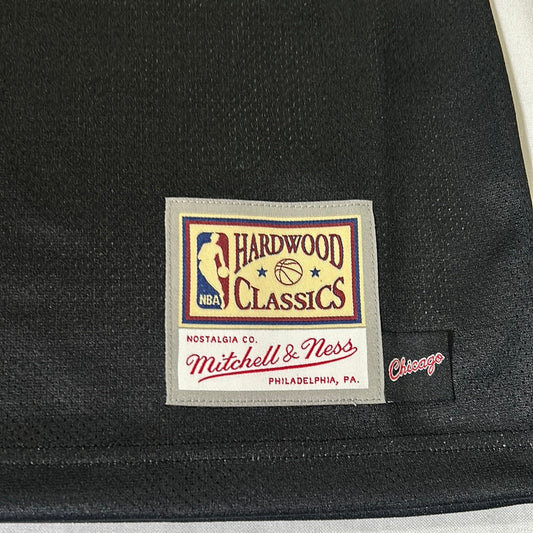 HARDWOOD
NBA
CLASSICS
NOSTALGIA CO.
Mitchell & Ness
PHILADELPHIA, PA.
Chicago